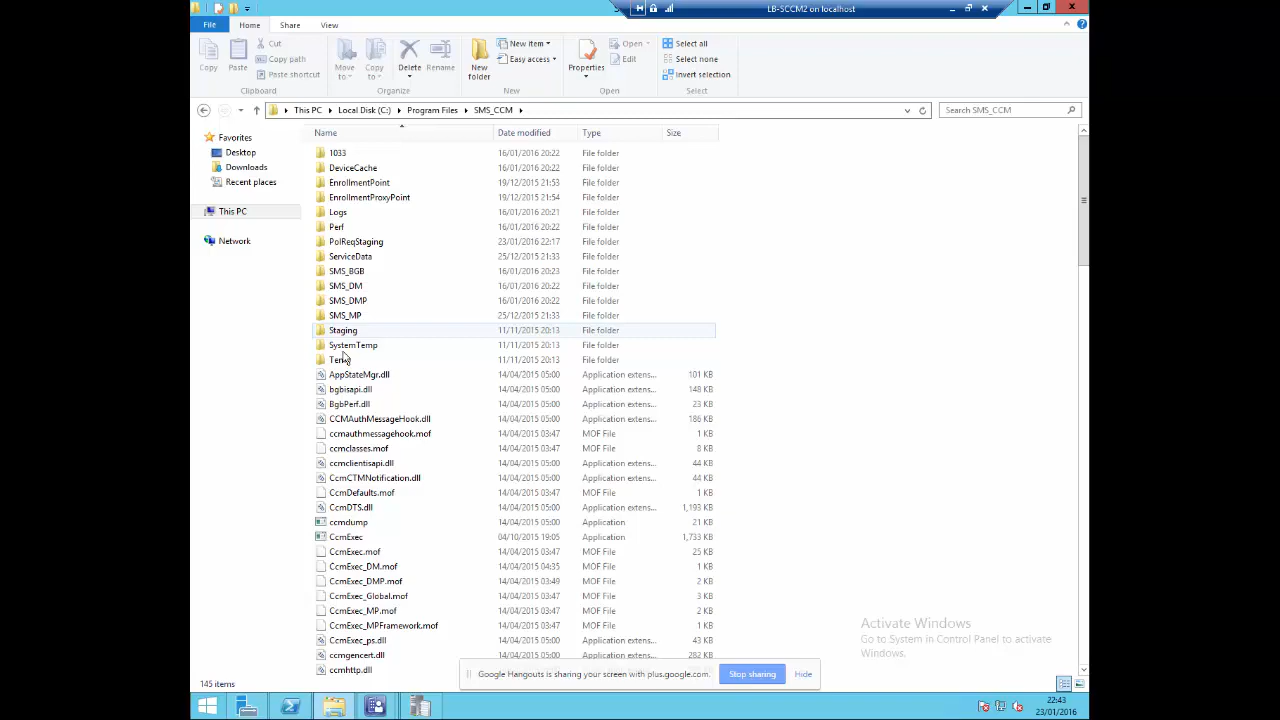 LB-SCCM2 on localhost
File Home Share View
Cut
Copy path
Paste shortcut
Copy Paste
Clipboard
Move to Copy to Delete Rename
Organize
New folder
New item
Easy access
New
Properties
Open
Edit
Open
Select all
Select none
Invert selection
Select
This PC Local Disk (C:) Program Files SMS_CCM
Search SMS_CCM
Favorites
Desktop
Downloads
Recent places
This PC
Network
Name Date modified Type Size
1033 16/01/2016 20:22 File folder
DeviceCache 16/01/2016 20:22 File folder
EnrollmentPoint 19/12/2015 21:53 File folder
EnrollmentProxyPoint 19/12/2015 21:54 File folder
Logs 16/01/2016 20:21 File folder
Perf 16/01/2016 20:22 File folder
PolReqStaging 23/01/2016 22:17 File folder
ServiceData 25/12/2015 21:33 File folder
SMS_BGB 16/01/2016 20:23 File folder
SMS_DM 16/01/2016 20:22 File folder
SMS_DMP 16/01/2016 20:22 File folder
SMS_MP 25/12/2015 21:33 File folder
Staging 11/11/2015 20:13 File folder
SystemTemp 11/11/2015 20:13 File folder
Temp 11/11/2015 20:13 File folder
AppStateMgr.dll 14/04/2015 05:00 Application extens... 101 KB
bgbisapi.dll 14/04/2015 05:00 Application extens... 148 KB
BgbPerf.dll 14/04/2015 05:00 Application extens... 23 KB
CCMAuthMessageHook.dll 14/04/2015 05:00 Application extens... 186 KB
ccmauthmessagehook.mof 14/04/2015 03:47 MOF File 1 KB
ccmclasses.mof 14/04/2015 03:47 MOF File 8 KB
ccmclientisapi.dll 14/04/2015 05:00 Application extens... 44 KB
CcmCTMNotification.dll 14/04/2015 05:00 Application extens... 44 KB
CcmDefaults.mof 14/04/2015 03:47 MOF File 1 KB
CcmDTS.dll 14/04/2015 05:00 Application extens... 1,193 KB
ccmdump 14/04/2015 05:00 Application 21 KB
CcmExec 04/10/2015 19:05 Application 1,733 KB
CcmExec.mof 14/04/2015 03:47 MOF File 25 KB
CcmExec_DM.mof 14/04/2015 04:35 MOF File 1 KB
CcmExec_DMP.mof 14/04/2015 03:49 MOF File 2 KB
CcmExec_Global.mof 14/04/2015 03:47 MOF File 3 KB
CcmExec_MP.mof 14/04/2015 03:47 MOF File 2 KB
CcmExec_MPFramework.mof 14/04/2015 03:47 MOF File 1 KB
CcmExec_ps.dll 14/04/2015 05:00 Application extens... 43 KB
ccmgencert.dll 14/04/2015 05:00 Application extens... 282 KB
ccmhttp.dll
Activate Windows
Go to System in Control Panel to activate
Windows.
Google Hangouts is sharing your screen with plus.google.com. Stop sharing Hide
145 items
22:43
23/01/2016